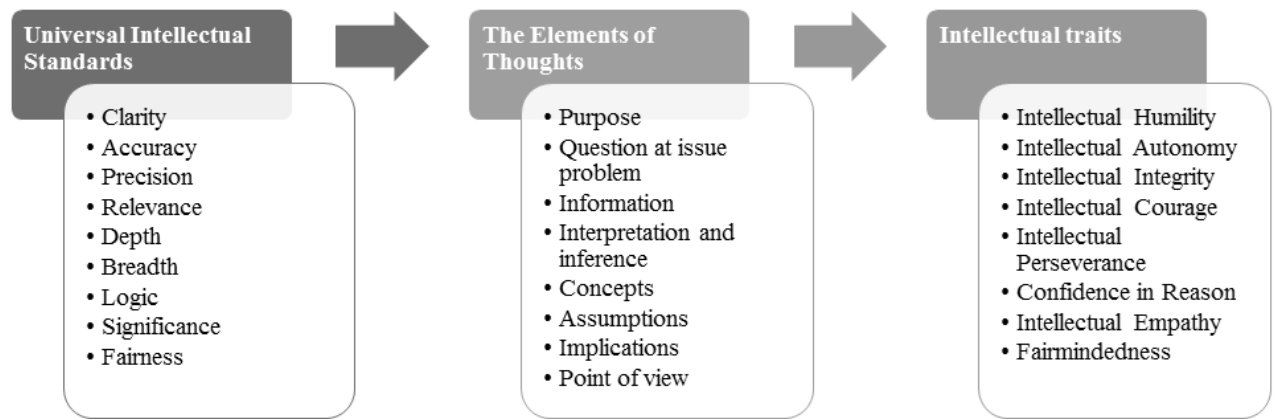 Universal Intellectual
Standards
• Clarity
• Accuracy
• Precision
• Relevance
• Depth
• Breadth
• Logic
• Significance
• Fairness
The Elements of
Thoughts
• Purpose
• Question at issue
problem
• Information
• Interpretation and
inference
• Concepts
• Assumptions
• Implications
• Point of view
Intellectual traits
• Intellectual Humility
• Intellectual Autonomy
• Intellectual Integrity
• Intellectual Courage
• Intellectual
Perseverance
• Confidence in Reason
• Intellectual Empathy
• Fairmindedness